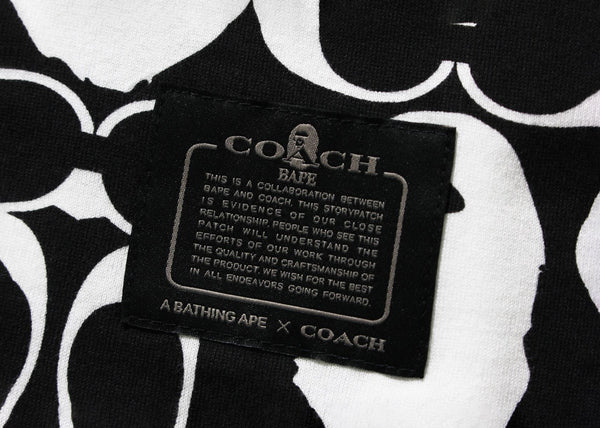 COACH
BAPE
THIS IS A COLLABORATION BETWEEN
BAPE AND COACH. THIS STORYPATCH
IS EVIDENCE OF OUR CLOSE
RELATIONSHIP. PEOPLE WHO SEE THIS
PATCH WILL UNDERSTAND THE
EFFORTS OF OUR WORK THROUGH
THE QUALITY AND CRAFTSMANSHIP OF
THE PRODUCT. WE WISH FOR THE BEST
IN ALL ENDEAVORS GOING FORWARD.
A BATHING APE × COACH